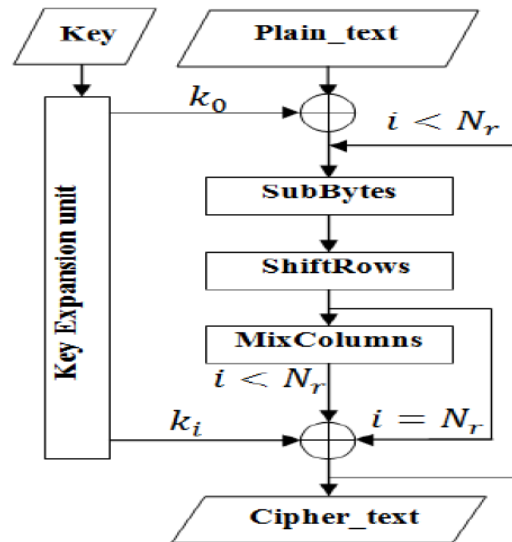 Key
Plain_text
k₀
i < Nᵣ
SubBytes
ShiftRows
MixColumns
i < Nᵣ
i = Nᵣ
kᵢ
Key Expansion unit
Cipher_text